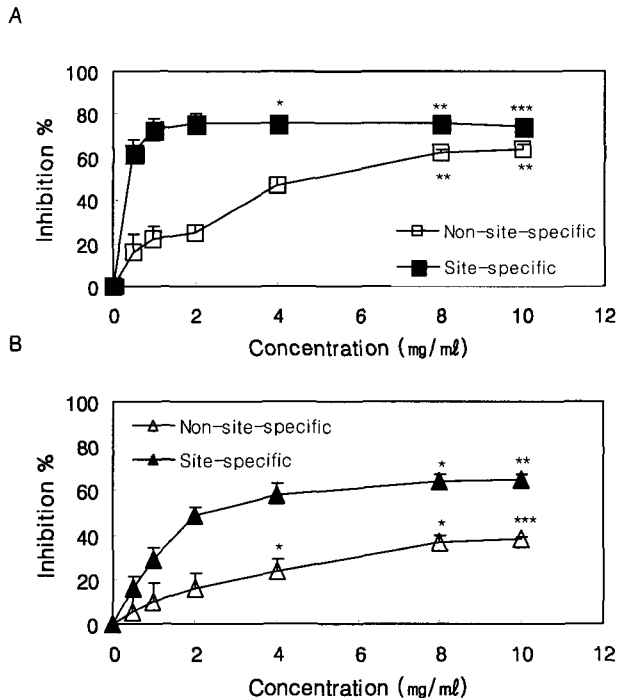 A
100
80
60
40
20
0
Inhibition %
*
**
***
**
**
Non-site-specific
Site-specific
0 2 4 6 8 10 12
Concentration (mg/mℓ)
B
100
80
60
40
20
0
Inhibition %
Non-site-specific
Site-specific
*
**
*
*
***
0 2 4 6 8 10 12
Concentration (mg/mℓ)